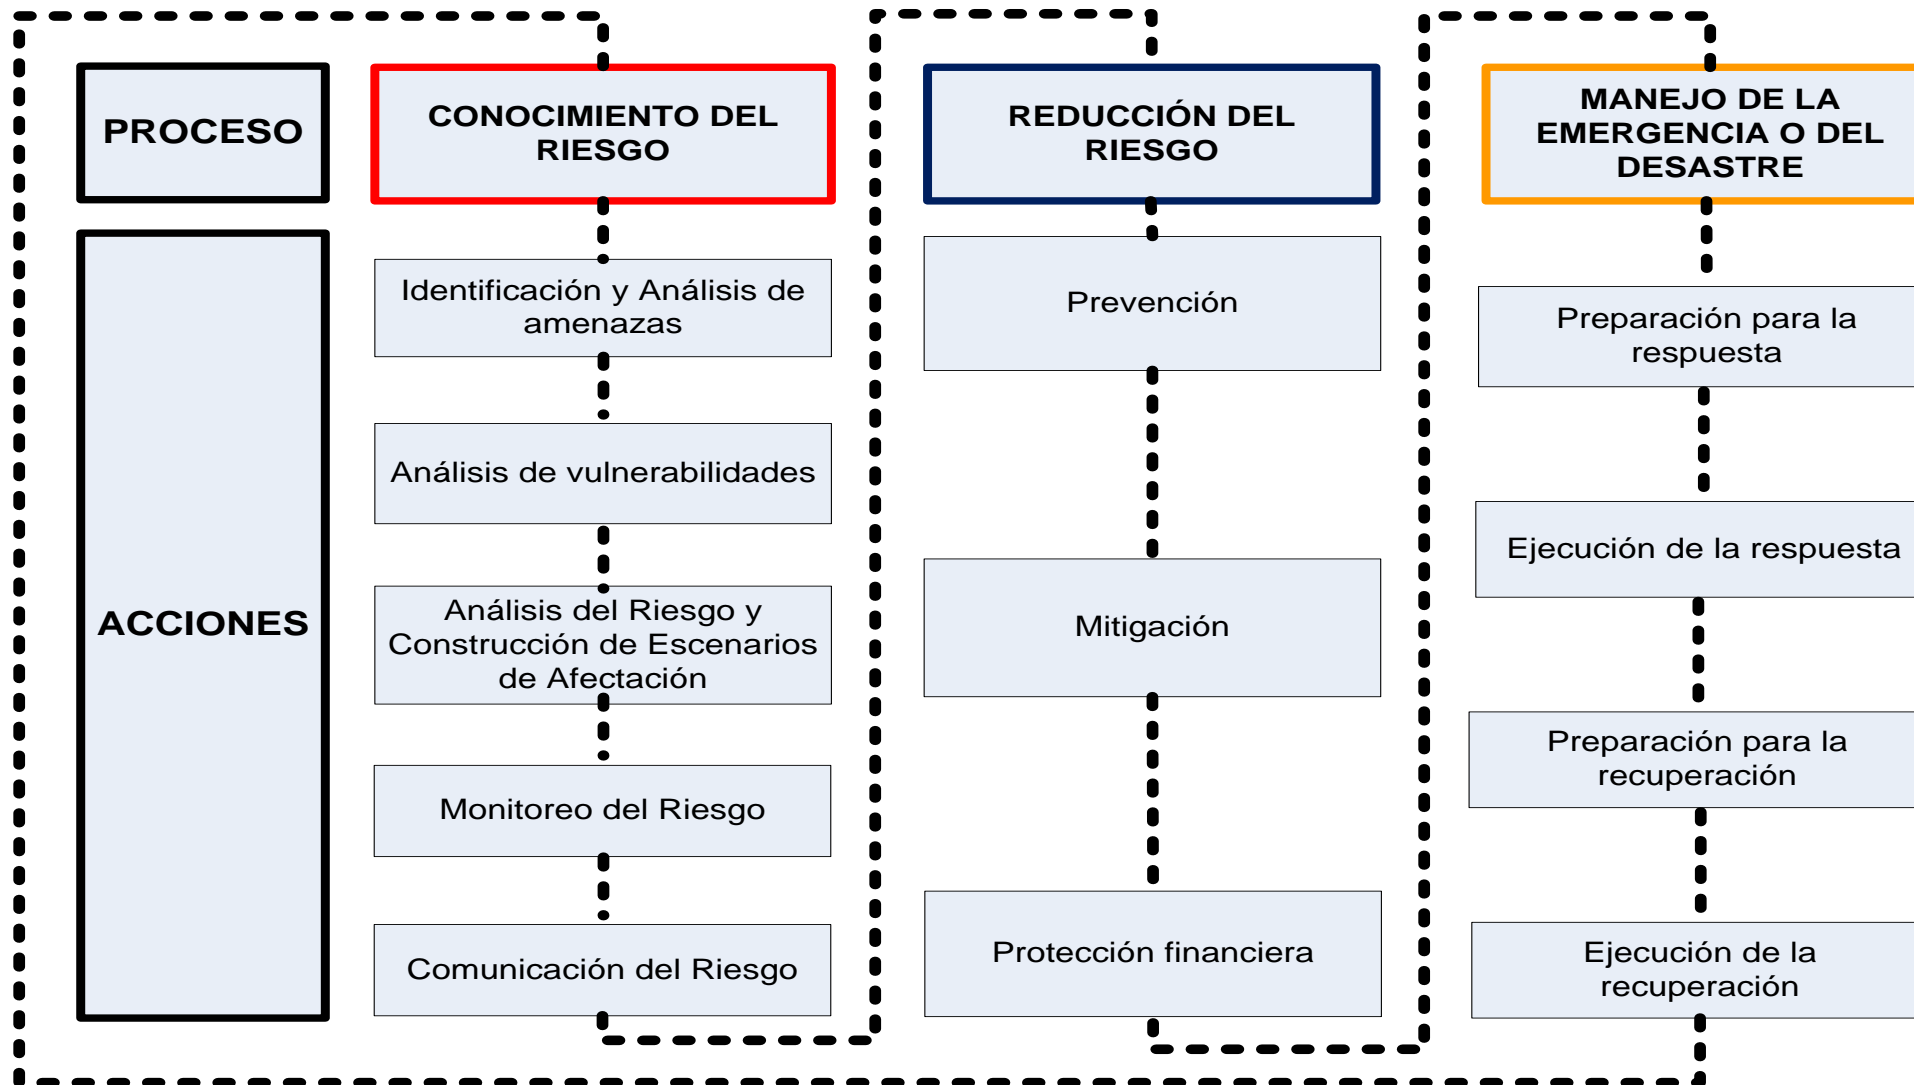 PROCESO
CONOCIMIENTO DEL
RIESGO
REDUCCIÓN DEL
RIESGO
MANEJO DE LA
EMERGENCIA O DEL
DESASTRE
ACCIONES
Identificación y Análisis de
amenazas
Análisis de vulnerabilidades
Análisis del Riesgo y
Construcción de Escenarios
de Afectación
Monitoreo del Riesgo
Comunicación del Riesgo
Prevención
Mitigación
Protección financiera
Preparación para la
respuesta
Ejecución de la respuesta
Preparación para la
recuperación
Ejecución de la
recuperación